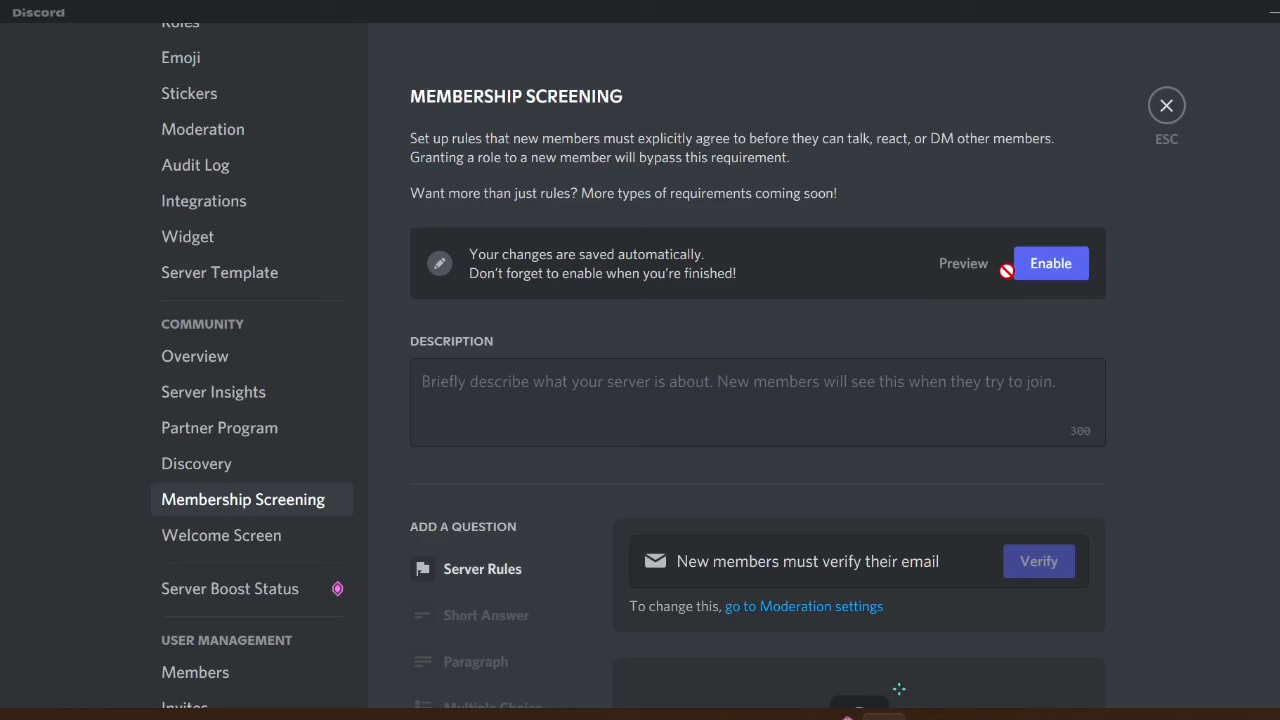 Discord
Roles
Emoji
Stickers
Moderation
Audit Log
Integrations
Widget
Server Template
COMMUNITY
Overview
Server Insights
Partner Program
Discovery
Membership Screening
Welcome Screen
Server Boost Status
USER MANAGEMENT
Members
Invites
MEMBERSHIP SCREENING
Set up rules that new members must explicitly agree to before they can talk, react, or DM other members.
Granting a role to a new member will bypass this requirement.
Want more than just rules? More types of requirements coming soon!
Your changes are saved automatically.
Don't forget to enable when you're finished!
Preview
Enable
ESC
DESCRIPTION
Briefly describe what your server is about. New members will see this when they try to join.
300
ADD A QUESTION
Server Rules
Short Answer
Paragraph
Multiple Choice
New members must verify their email
Verify
To change this, go to Moderation settings